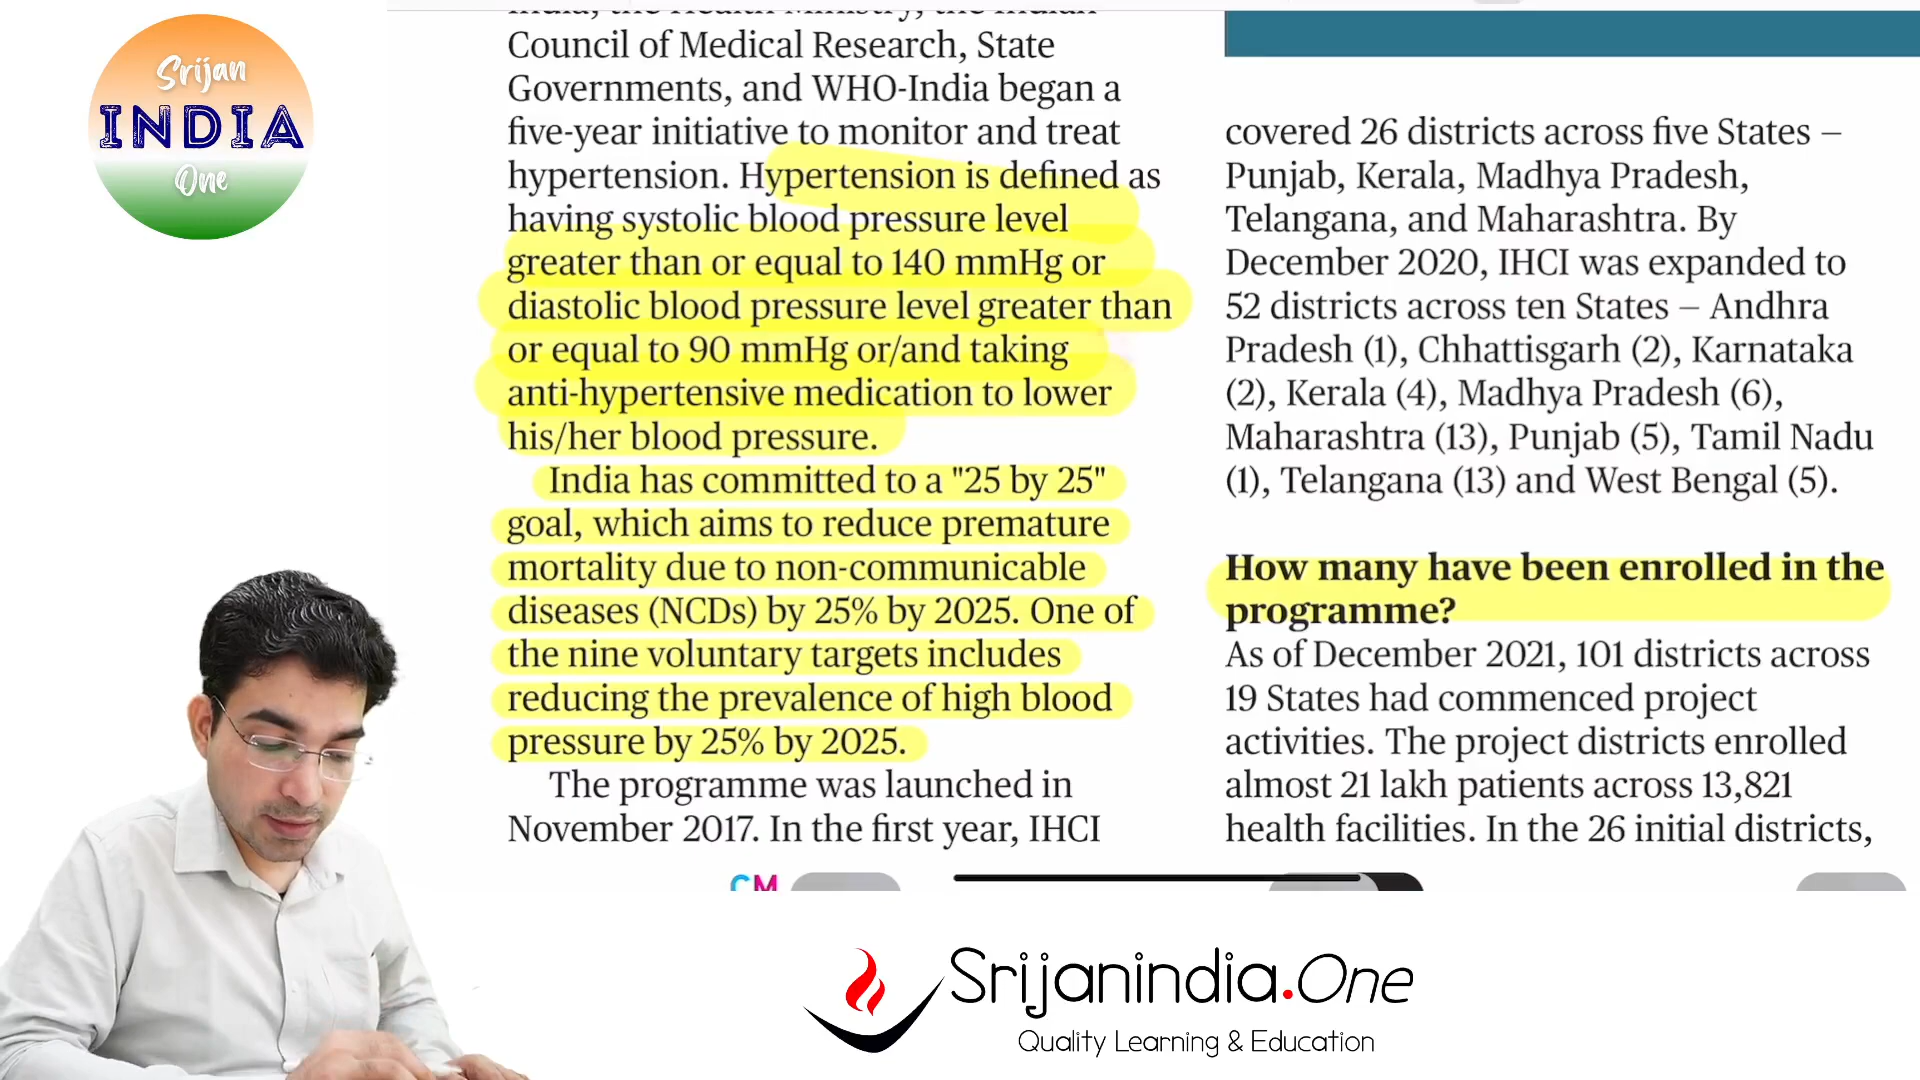 Srijan
INDIA
One
India, the Health Ministry, the Indian
Council of Medical Research, State
Governments, and WHO-India began a
five-year initiative to monitor and treat
hypertension. Hypertension is defined as
having systolic blood pressure level
greater than or equal to 140 mmHg or
diastolic blood pressure level greater than
or equal to 90 mmHg or/and taking
anti-hypertensive medication to lower
his/her blood pressure.
India has committed to a "25 by 25"
goal, which aims to reduce premature
mortality due to non-communicable
diseases (NCDs) by 25% by 2025. One of
the nine voluntary targets includes
reducing the prevalence of high blood
pressure by 25% by 2025.
The programme was launched in
November 2017. In the first year, IHCI
covered 26 districts across five States –
Punjab, Kerala, Madhya Pradesh,
Telangana, and Maharashtra. By
December 2020, IHCI was expanded to
52 districts across ten States – Andhra
Pradesh (1), Chhattisgarh (2), Karnataka
(2), Kerala (4), Madhya Pradesh (6),
Maharashtra (13), Punjab (5), Tamil Nadu
(1), Telangana (13) and West Bengal (5).
How many have been enrolled in the
programme?
As of December 2021, 101 districts across
19 States had commenced project
activities. The project districts enrolled
almost 21 lakh patients across 13,821
health facilities. In the 26 initial districts,
CM
Srijanindia.One
Quality Learning & Education